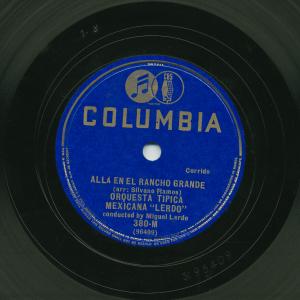 COLUMBIA
Corrido
ALLA EN EL RANCHO GRANDE
(arr: Silvano Ramos)
ORQUESTA TIPICA
MEXICANA "LERDO"
conducted by Miguel Lerdo
380-M
(96409)